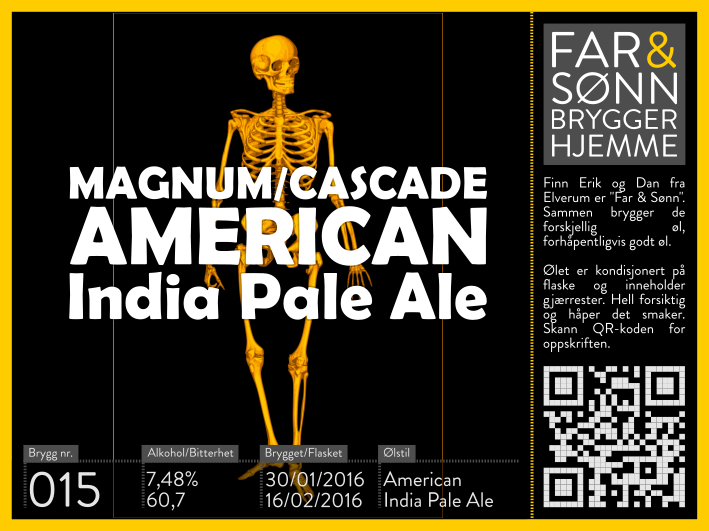 MAGNUM/CASCADE
AMERICAN
India Pale Ale
Brygg nr.
015
Alkohol/Bitterhet
7,48%
60,7
Brygget/Flasket
30/01/2016
16/02/2016
Ølstil
American
India Pale Ale
FAR&
SØNN
BRYGGER
HJEMME
Finn Erik og Dan fra
Elverum er "Far & Sønn".
Sammen brygger de
forskjellig øl,
forhåpentligvis godt øl.
Ølet er kondisjonert på
flaske og inneholder
gjærrester. Hell forsiktig
og håper det smaker.
Skann QR-koden for
oppskriften.